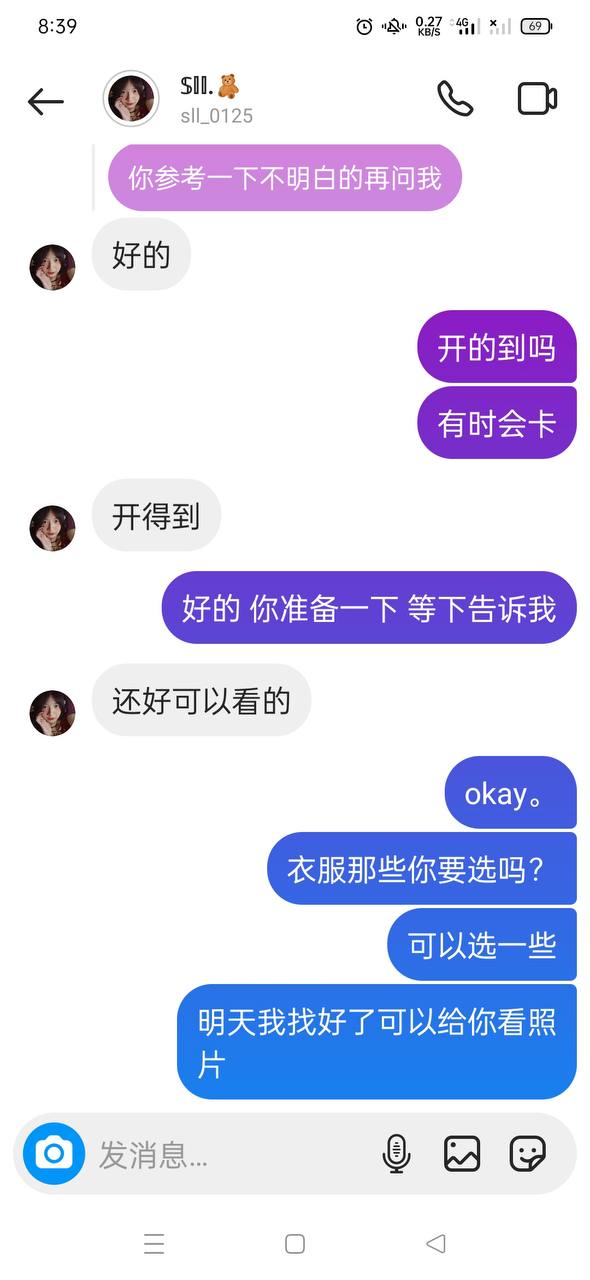 8:39
0.27
KB/S
4G
69
𝕊𝕝𝕝.
sll_0125
你参考一下不明白的再问我
好的
开的到吗
有时会卡
开得到
好的 你准备一下 等下告诉我
还好可以看的
okay。
衣服那些你要选吗？
可以选一些
明天我找好了可以给你看照
片
发消息...